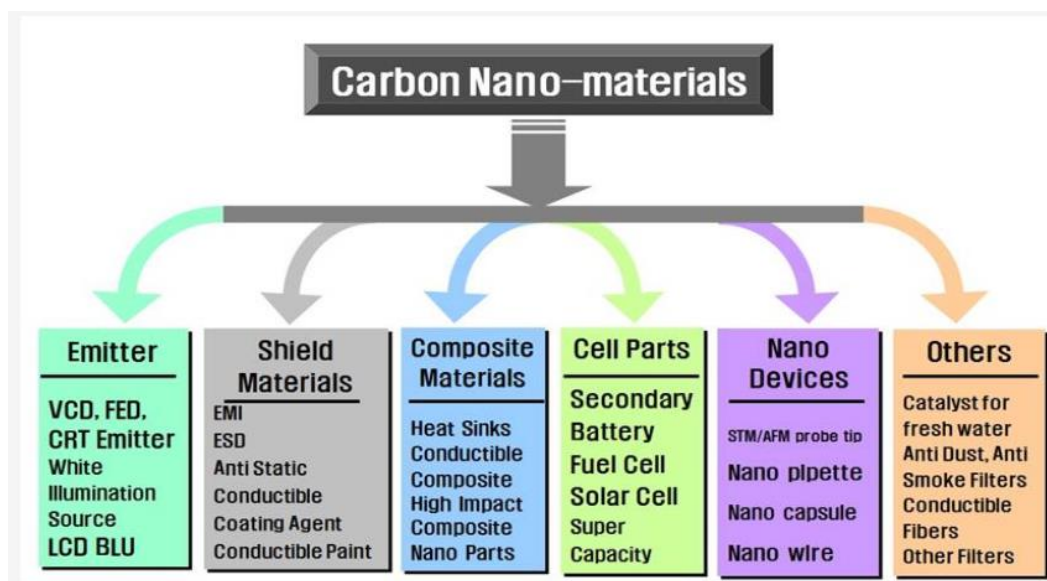 Carbon Nano-materials
Emitter
VCD, FED,
CRT Emitter
White
Illumination
Source
LCD BLU
Shield
Materials
EMI
ESD
Anti Static
Conductible
Coating Agent
Conductible Paint
Composite
Materials
Heat Sinks
Conductible
Composite
High Impact
Composite
Nano Parts
Cell Parts
Secondary
Battery
Fuel Cell
Solar Cell
Super
Capacity
Nano
Devices
STM/AFM probe tip
Nano pipette
Nano capsule
Nano wire
Others
Catalyst for
fresh water
Anti Dust, Anti
Smoke Filters
Conductible
Fibers
Other Filters